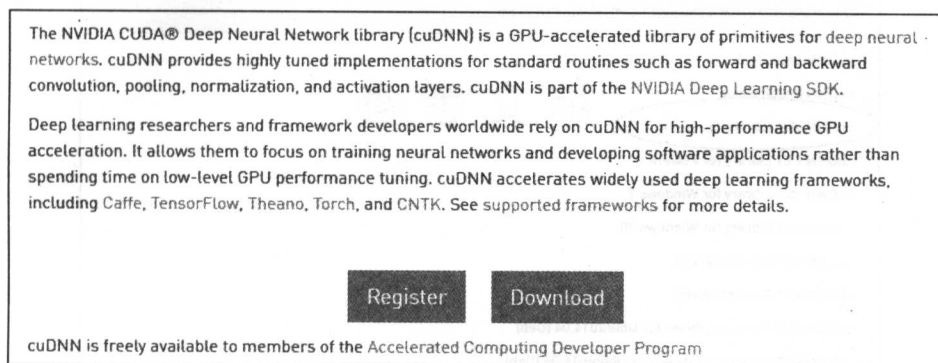 The NVIDIA CUDA® Deep Neural Network library (cuDNN) is a GPU-accelerated library of primitives for deep neural
networks. cuDNN provides highly tuned implementations for standard routines such as forward and backward
convolution, pooling, normalization, and activation layers. cuDNN is part of the NVIDIA Deep Learning SDK.
Deep learning researchers and framework developers worldwide rely on cuDNN for high-performance GPU
acceleration. It allows them to focus on training neural networks and developing software applications rather than
spending time on low-level GPU performance tuning. cuDNN accelerates widely used deep learning frameworks,
including Caffe, TensorFlow, Theano, Torch, and CNTK. See supported frameworks for more details.
Register Download
cuDNN is freely available to members of the Accelerated Computing Developer Program